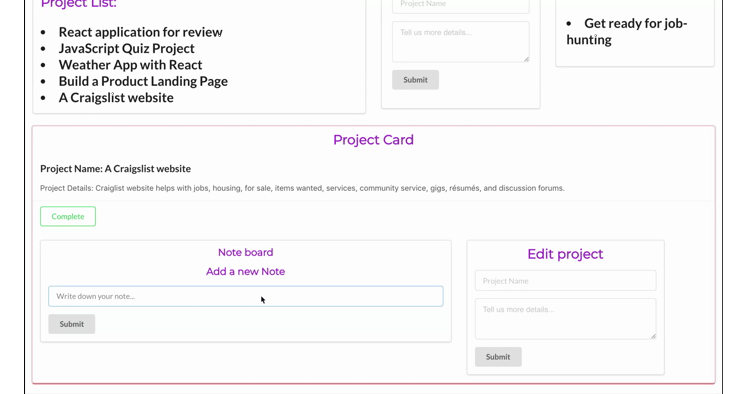 Project List:
React application for review
JavaScript Quiz Project
Weather App with React
Build a Product Landing Page
A Craigslist website
Project Name
Tell us more details...
Submit
Get ready for job-
hunting
Project Card
Project Name: A Craigslist website
Project Details: Craiglist website helps with jobs, housing, for sale, items wanted, services, community service, gigs, résumés, and discussion forums.
Complete
Note board
Add a new Note
Write down your note...
Submit
Edit project
Project Name
Tell us more details...
Submit